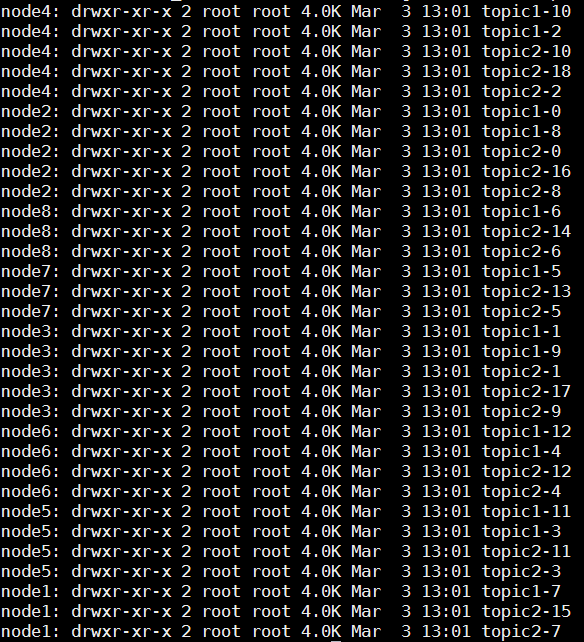 node4: drwxr-xr-x 2 root root 4.0K Mar  3 13:01 topic1-10
node4: drwxr-xr-x 2 root root 4.0K Mar  3 13:01 topic1-2
node4: drwxr-xr-x 2 root root 4.0K Mar  3 13:01 topic2-10
node4: drwxr-xr-x 2 root root 4.0K Mar  3 13:01 topic2-18
node4: drwxr-xr-x 2 root root 4.0K Mar  3 13:01 topic2-2
node2: drwxr-xr-x 2 root root 4.0K Mar  3 13:01 topic1-0
node2: drwxr-xr-x 2 root root 4.0K Mar  3 13:01 topic1-8
node2: drwxr-xr-x 2 root root 4.0K Mar  3 13:01 topic2-0
node2: drwxr-xr-x 2 root root 4.0K Mar  3 13:01 topic2-16
node2: drwxr-xr-x 2 root root 4.0K Mar  3 13:01 topic2-8
node8: drwxr-xr-x 2 root root 4.0K Mar  3 13:01 topic1-6
node8: drwxr-xr-x 2 root root 4.0K Mar  3 13:01 topic2-14
node8: drwxr-xr-x 2 root root 4.0K Mar  3 13:01 topic2-6
node7: drwxr-xr-x 2 root root 4.0K Mar  3 13:01 topic1-5
node7: drwxr-xr-x 2 root root 4.0K Mar  3 13:01 topic2-13
node7: drwxr-xr-x 2 root root 4.0K Mar  3 13:01 topic2-5
node3: drwxr-xr-x 2 root root 4.0K Mar  3 13:01 topic1-1
node3: drwxr-xr-x 2 root root 4.0K Mar  3 13:01 topic1-9
node3: drwxr-xr-x 2 root root 4.0K Mar  3 13:01 topic2-1
node3: drwxr-xr-x 2 root root 4.0K Mar  3 13:01 topic2-17
node3: drwxr-xr-x 2 root root 4.0K Mar  3 13:01 topic2-9
node6: drwxr-xr-x 2 root root 4.0K Mar  3 13:01 topic1-12
node6: drwxr-xr-x 2 root root 4.0K Mar  3 13:01 topic1-4
node6: drwxr-xr-x 2 root root 4.0K Mar  3 13:01 topic2-12
node6: drwxr-xr-x 2 root root 4.0K Mar  3 13:01 topic2-4
node5: drwxr-xr-x 2 root root 4.0K Mar  3 13:01 topic1-11
node5: drwxr-xr-x 2 root root 4.0K Mar  3 13:01 topic1-3
node5: drwxr-xr-x 2 root root 4.0K Mar  3 13:01 topic2-11
node5: drwxr-xr-x 2 root root 4.0K Mar  3 13:01 topic2-3
node1: drwxr-xr-x 2 root root 4.0K Mar  3 13:01 topic1-7
node1: drwxr-xr-x 2 root root 4.0K Mar  3 13:01 topic2-15
node1: drwxr-xr-x 2 root root 4.0K Mar  3 13:01 topic2-7